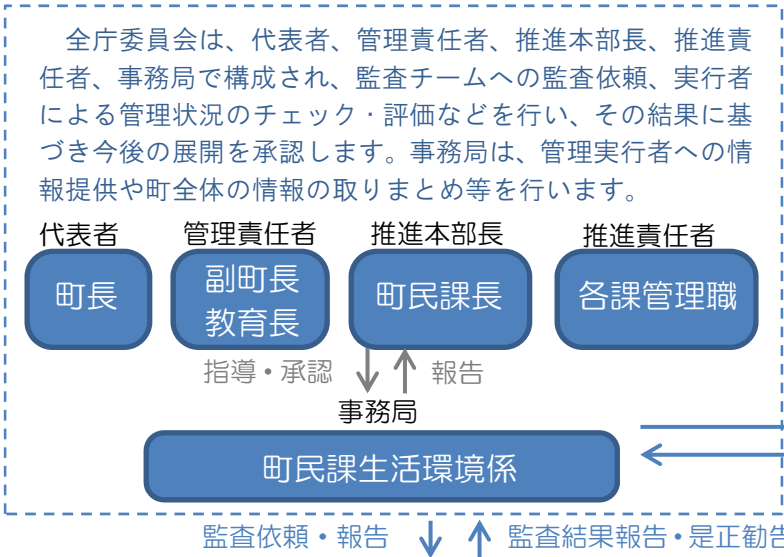 全庁委員会は、代表者、管理責任者、推進本部長、推進責
任者、事務局で構成され、監査チームへの監査依頼、実行者
による管理状況のチェック・評価などを行い、その結果に基
づき今後の展開を承認します。事務局は、管理実行者への情
報提供や町全体の情報の取りまとめ等を行います。
代表者 管理責任者 推進本部長 推進責任者
町長
副町長
教育長
町民課長
各課管理職
指導・承認 報告
事務局
町民課生活環境係
監査依頼・報告 監査結果報告・是正勧告